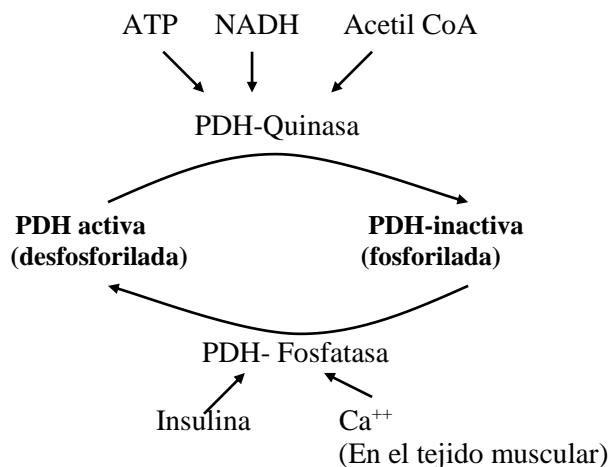 ATP NADH Acetil CoA
PDH-Quinasa
PDH activa PDH-inactiva
(desfosforilada) (fosforilada)
PDH- Fosfatasa
Insulina Ca⁺⁺
(En el tejido muscular)